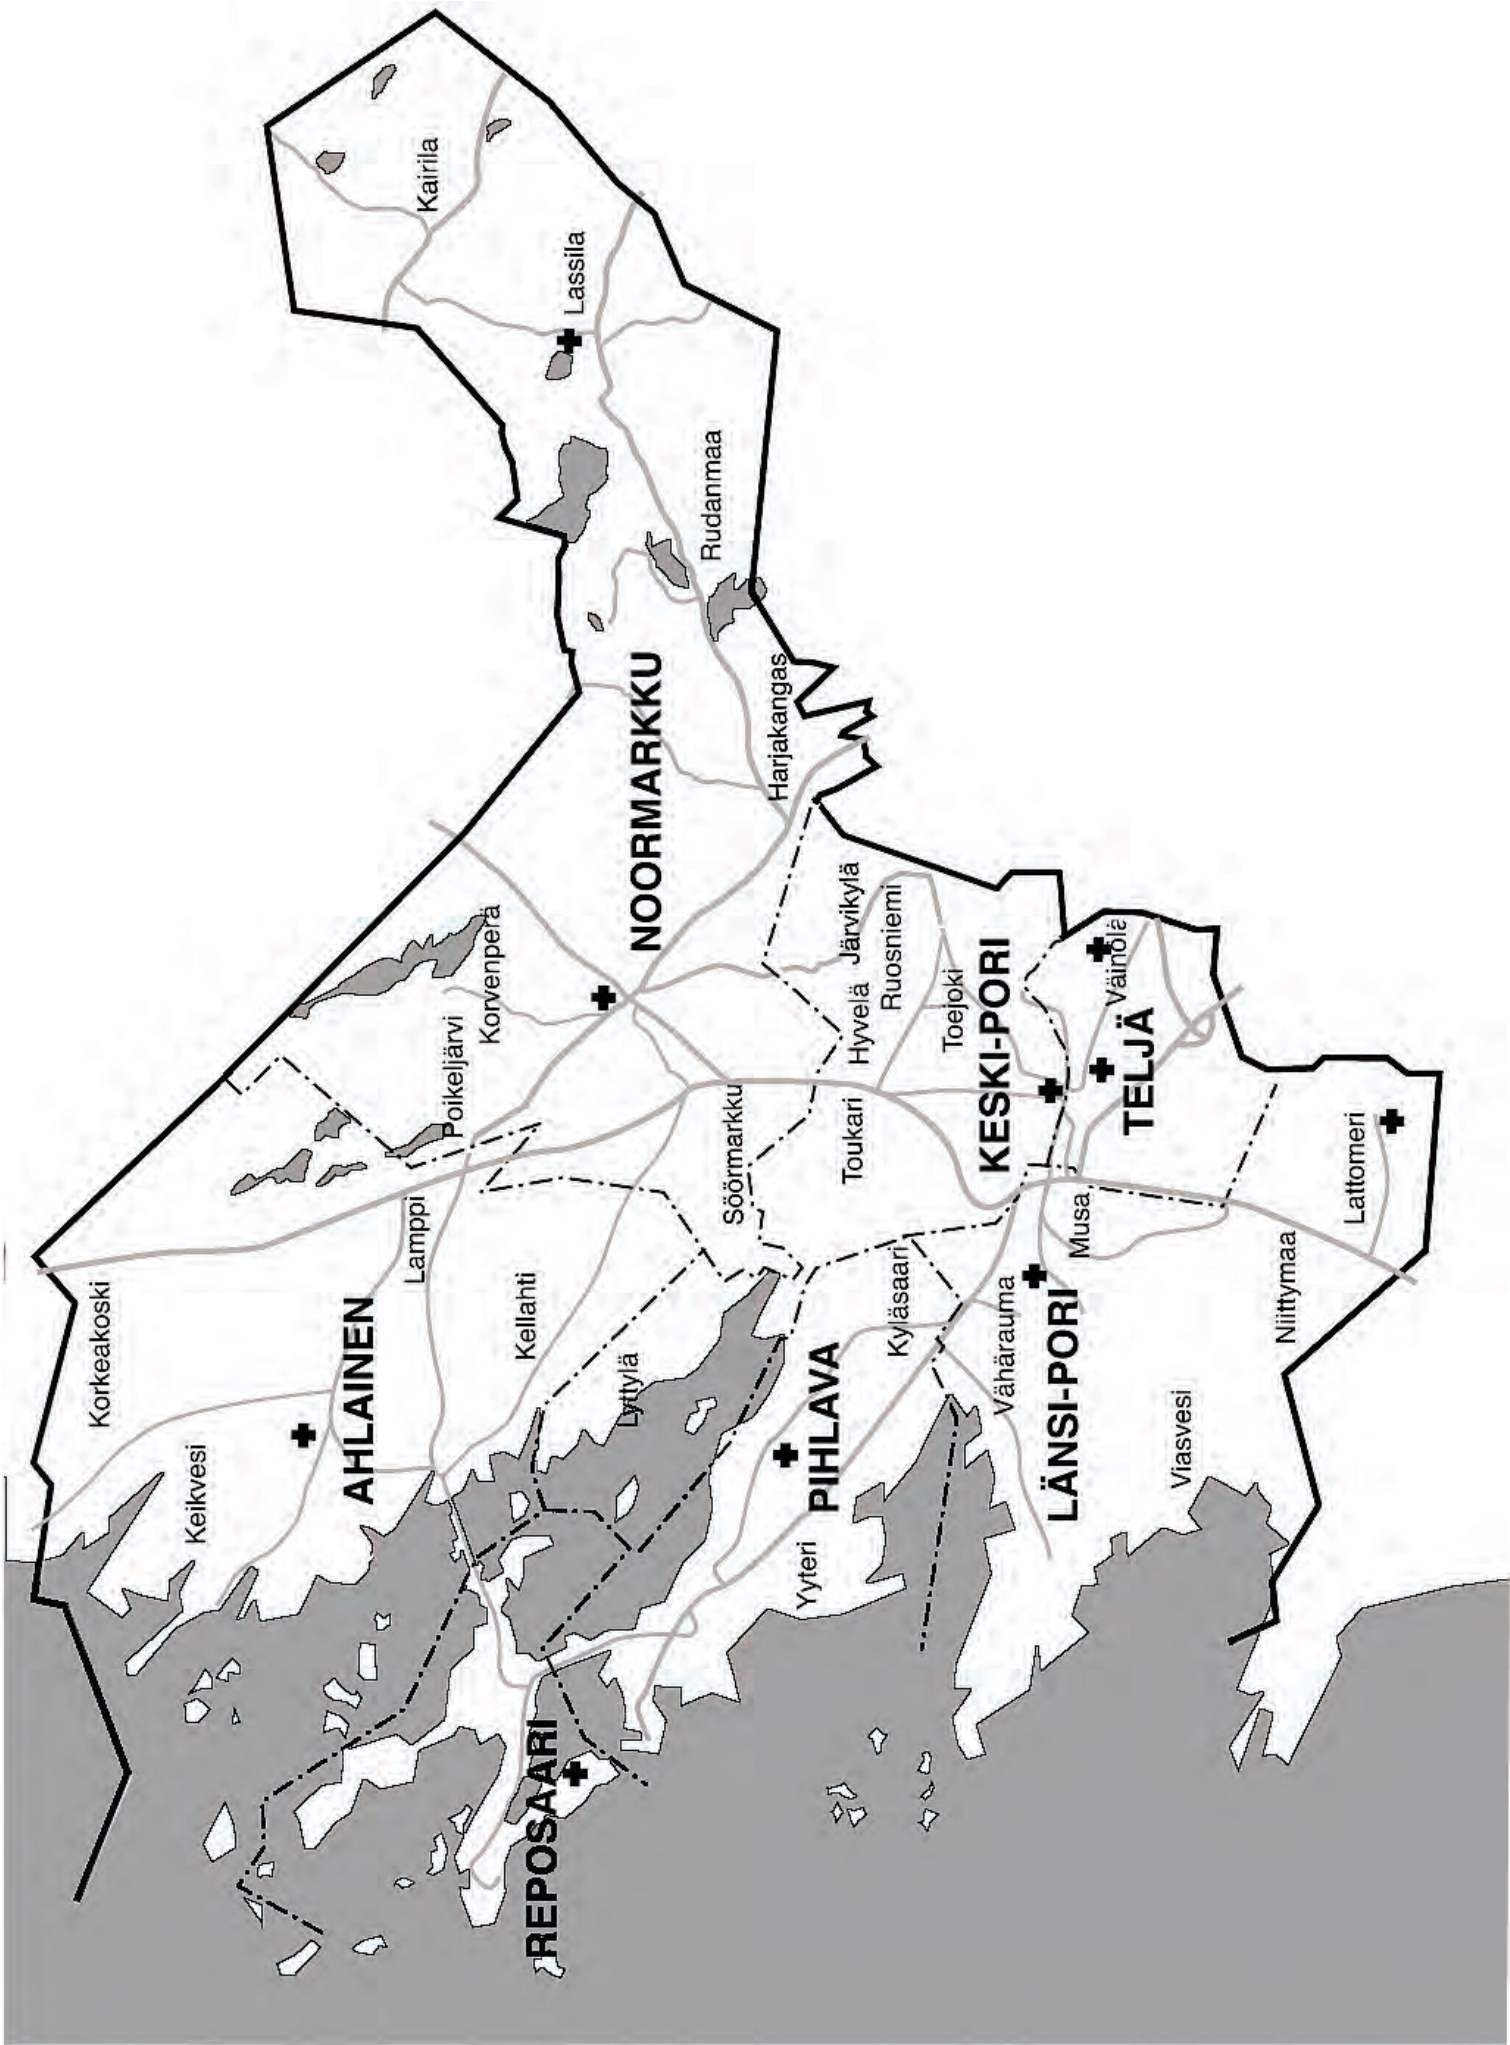 Korkeakoski
Keikvesi
AHLAINEN
Lamppi
Kairila
Poikeljärvi
Korvenperä
Kellahti
REPOSAARI
Lassila
Lyttylä
NOORMARKKU
Rudanmaa
Söörmarkku
Harjakangas
Yyteri
PIHLAVA
Toukari
Järvikylä
Hyvelä
Ruosniemi
Kyläsaari
Toejoki
KESKI-PORI
Vähärauma
LÄNSI-PORI
Musa
Väinölä
TELJÄ
Viasvesi
Niittymaa
Lattomeri